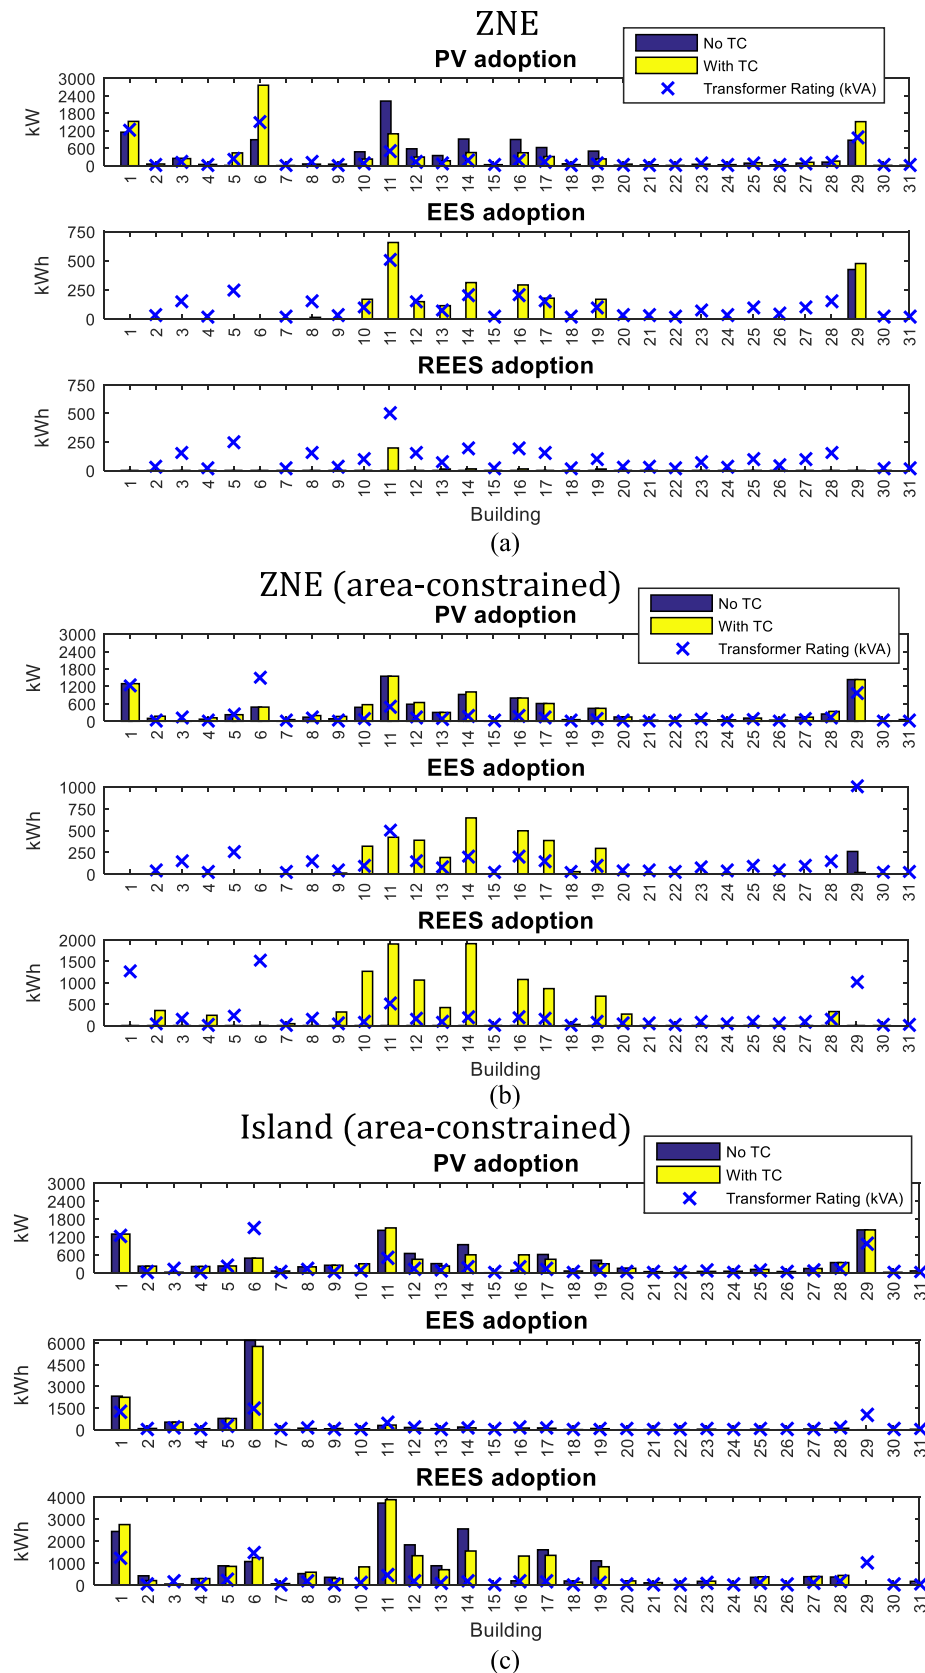 ZNE
PV adoption
No TC
With TC
Transformer Rating (kVA)
kW
3000
2400
1800
1200
600
0
1 2 3 4 5 6 7 8 9 10 11 12 13 14 15 16 17 18 19 20 21 22 23 24 25 26 27 28 29 30 31
EES adoption
kWh
750
500
250
0
1 2 3 4 5 6 7 8 9 10 11 12 13 14 15 16 17 18 19 20 21 22 23 24 25 26 27 28 29 30 31
REES adoption
kWh
750
500
250
0
1 2 3 4 5 6 7 8 9 10 11 12 13 14 15 16 17 18 19 20 21 22 23 24 25 26 27 28 29 30 31
Building
(a)
ZNE (area-constrained)
PV adoption
No TC
With TC
Transformer Rating (kVA)
kW
3000
2400
1800
1200
600
0
1 2 3 4 5 6 7 8 9 10 11 12 13 14 15 16 17 18 19 20 21 22 23 24 25 26 27 28 29 30 31
EES adoption
kWh
1000
750
500
250
0
1 2 3 4 5 6 7 8 9 10 11 12 13 14 15 16 17 18 19 20 21 22 23 24 25 26 27 28 29 30 31
REES adoption
kWh
2000
1500
1000
500
0
1 2 3 4 5 6 7 8 9 10 11 12 13 14 15 16 17 18 19 20 21 22 23 24 25 26 27 28 29 30 31
Building
(b)
Island (area-constrained)
PV adoption
No TC
With TC
Transformer Rating (kVA)
kW
3000
2400
1800
1200
600
0
1 2 3 4 5 6 7 8 9 10 11 12 13 14 15 16 17 18 19 20 21 22 23 24 25 26 27 28 29 30 31
EES adoption
kWh
6000
4500
3000
1500
0
1 2 3 4 5 6 7 8 9 10 11 12 13 14 15 16 17 18 19 20 21 22 23 24 25 26 27 28 29 30 31
REES adoption
kWh
4000
3000
2000
1000
0
1 2 3 4 5 6 7 8 9 10 11 12 13 14 15 16 17 18 19 20 21 22 23 24 25 26 27 28 29 30 31
(c)